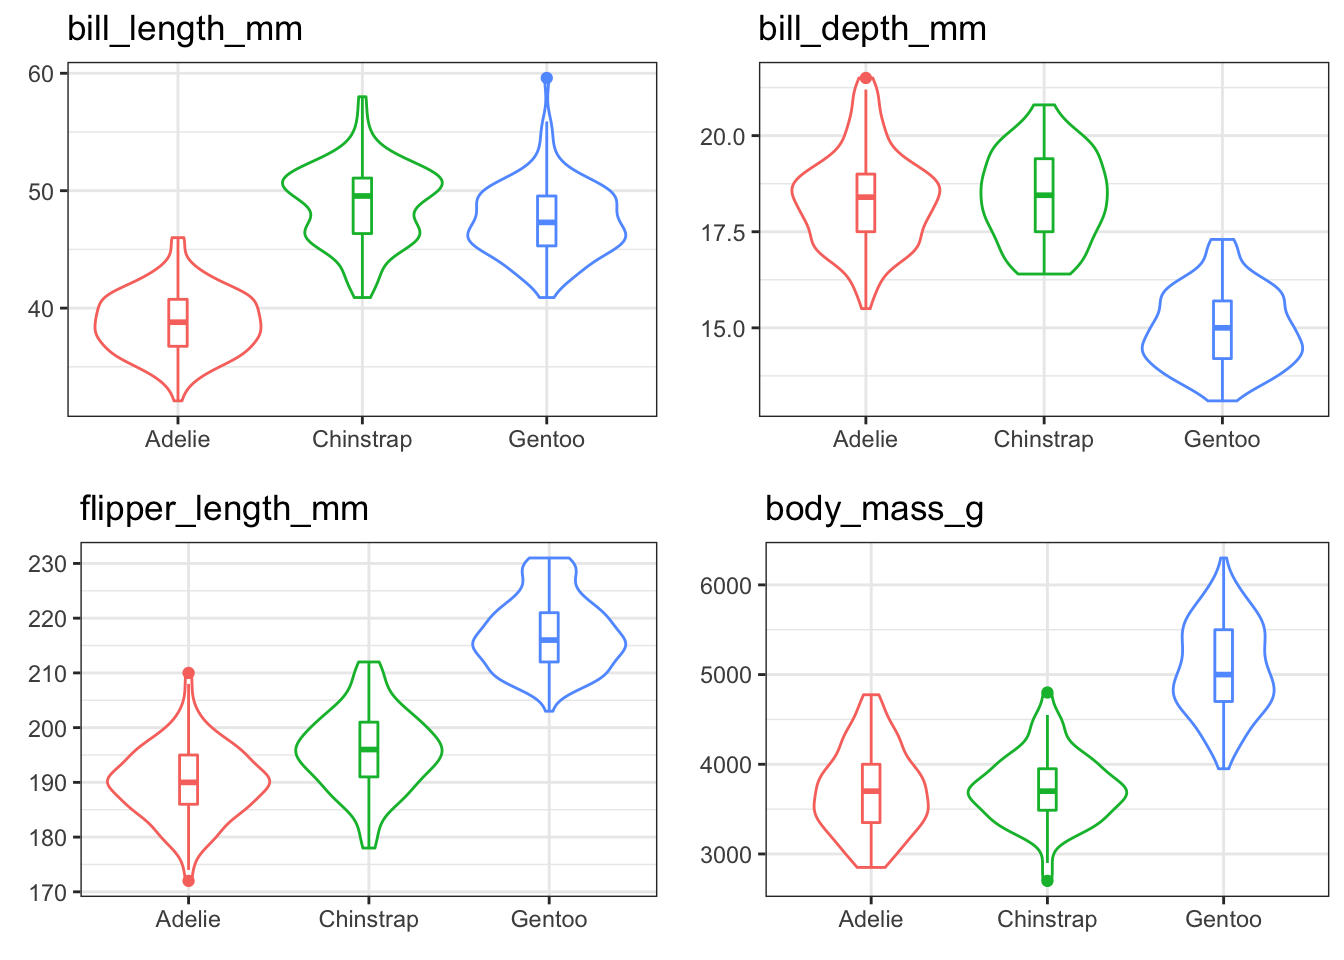 bill_length_mm
60
50
40
Adelie Chinstrap Gentoo
bill_depth_mm
20.0
17.5
15.0
Adelie Chinstrap Gentoo
flipper_length_mm
230
220
210
200
190
180
170
Adelie Chinstrap Gentoo
body_mass_g
6000
5000
4000
3000
Adelie Chinstrap Gentoo